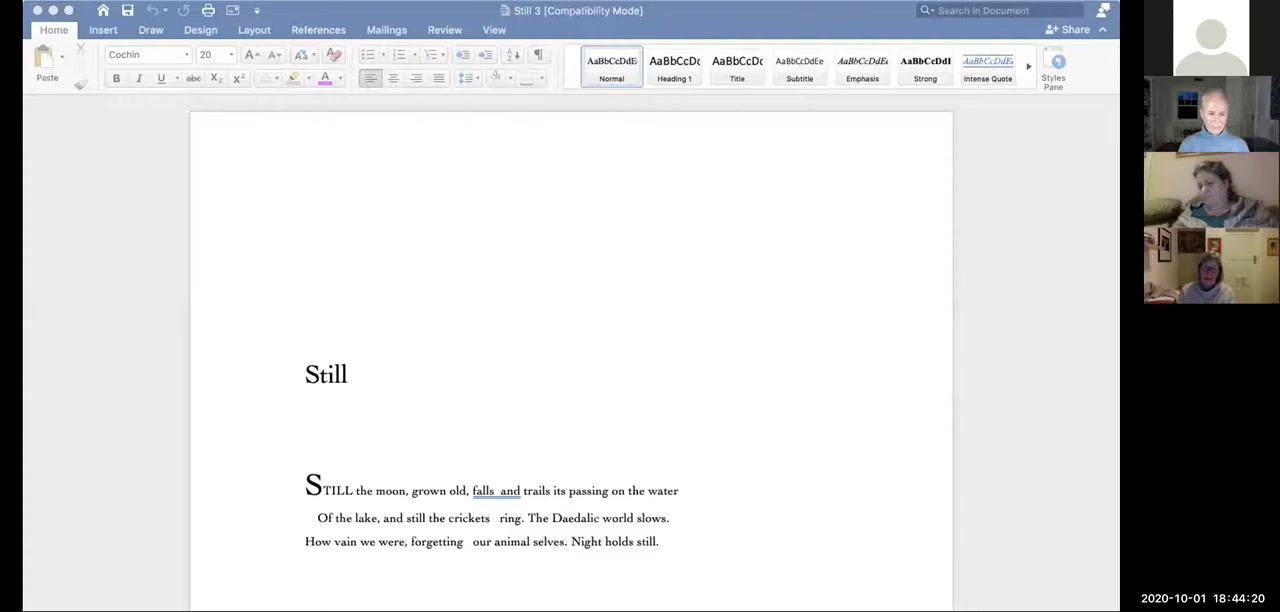 Still 3 [Compatibility Mode]
Search in Document
Home Insert Draw Design Layout References Mailings Review View
Share
Cochin 20
Paste
B I U abc X2 X2 A
AaBbCcDdE AaBbCcDc AaBbCcDc AaBbCcDdEe AaBbCcDdEe AaBbCcDdI AaBbCcDdEe
Normal Heading 1 Title Subtitle Emphasis Strong Intense Quote
Styles
Pane
Still
STILL the moon, grown old, falls and trails its passing on the water
Of the lake, and still the crickets ring. The Daedalic world slows.
How vain we were, forgetting our animal selves. Night holds still.
2020-10-01 18:44:20